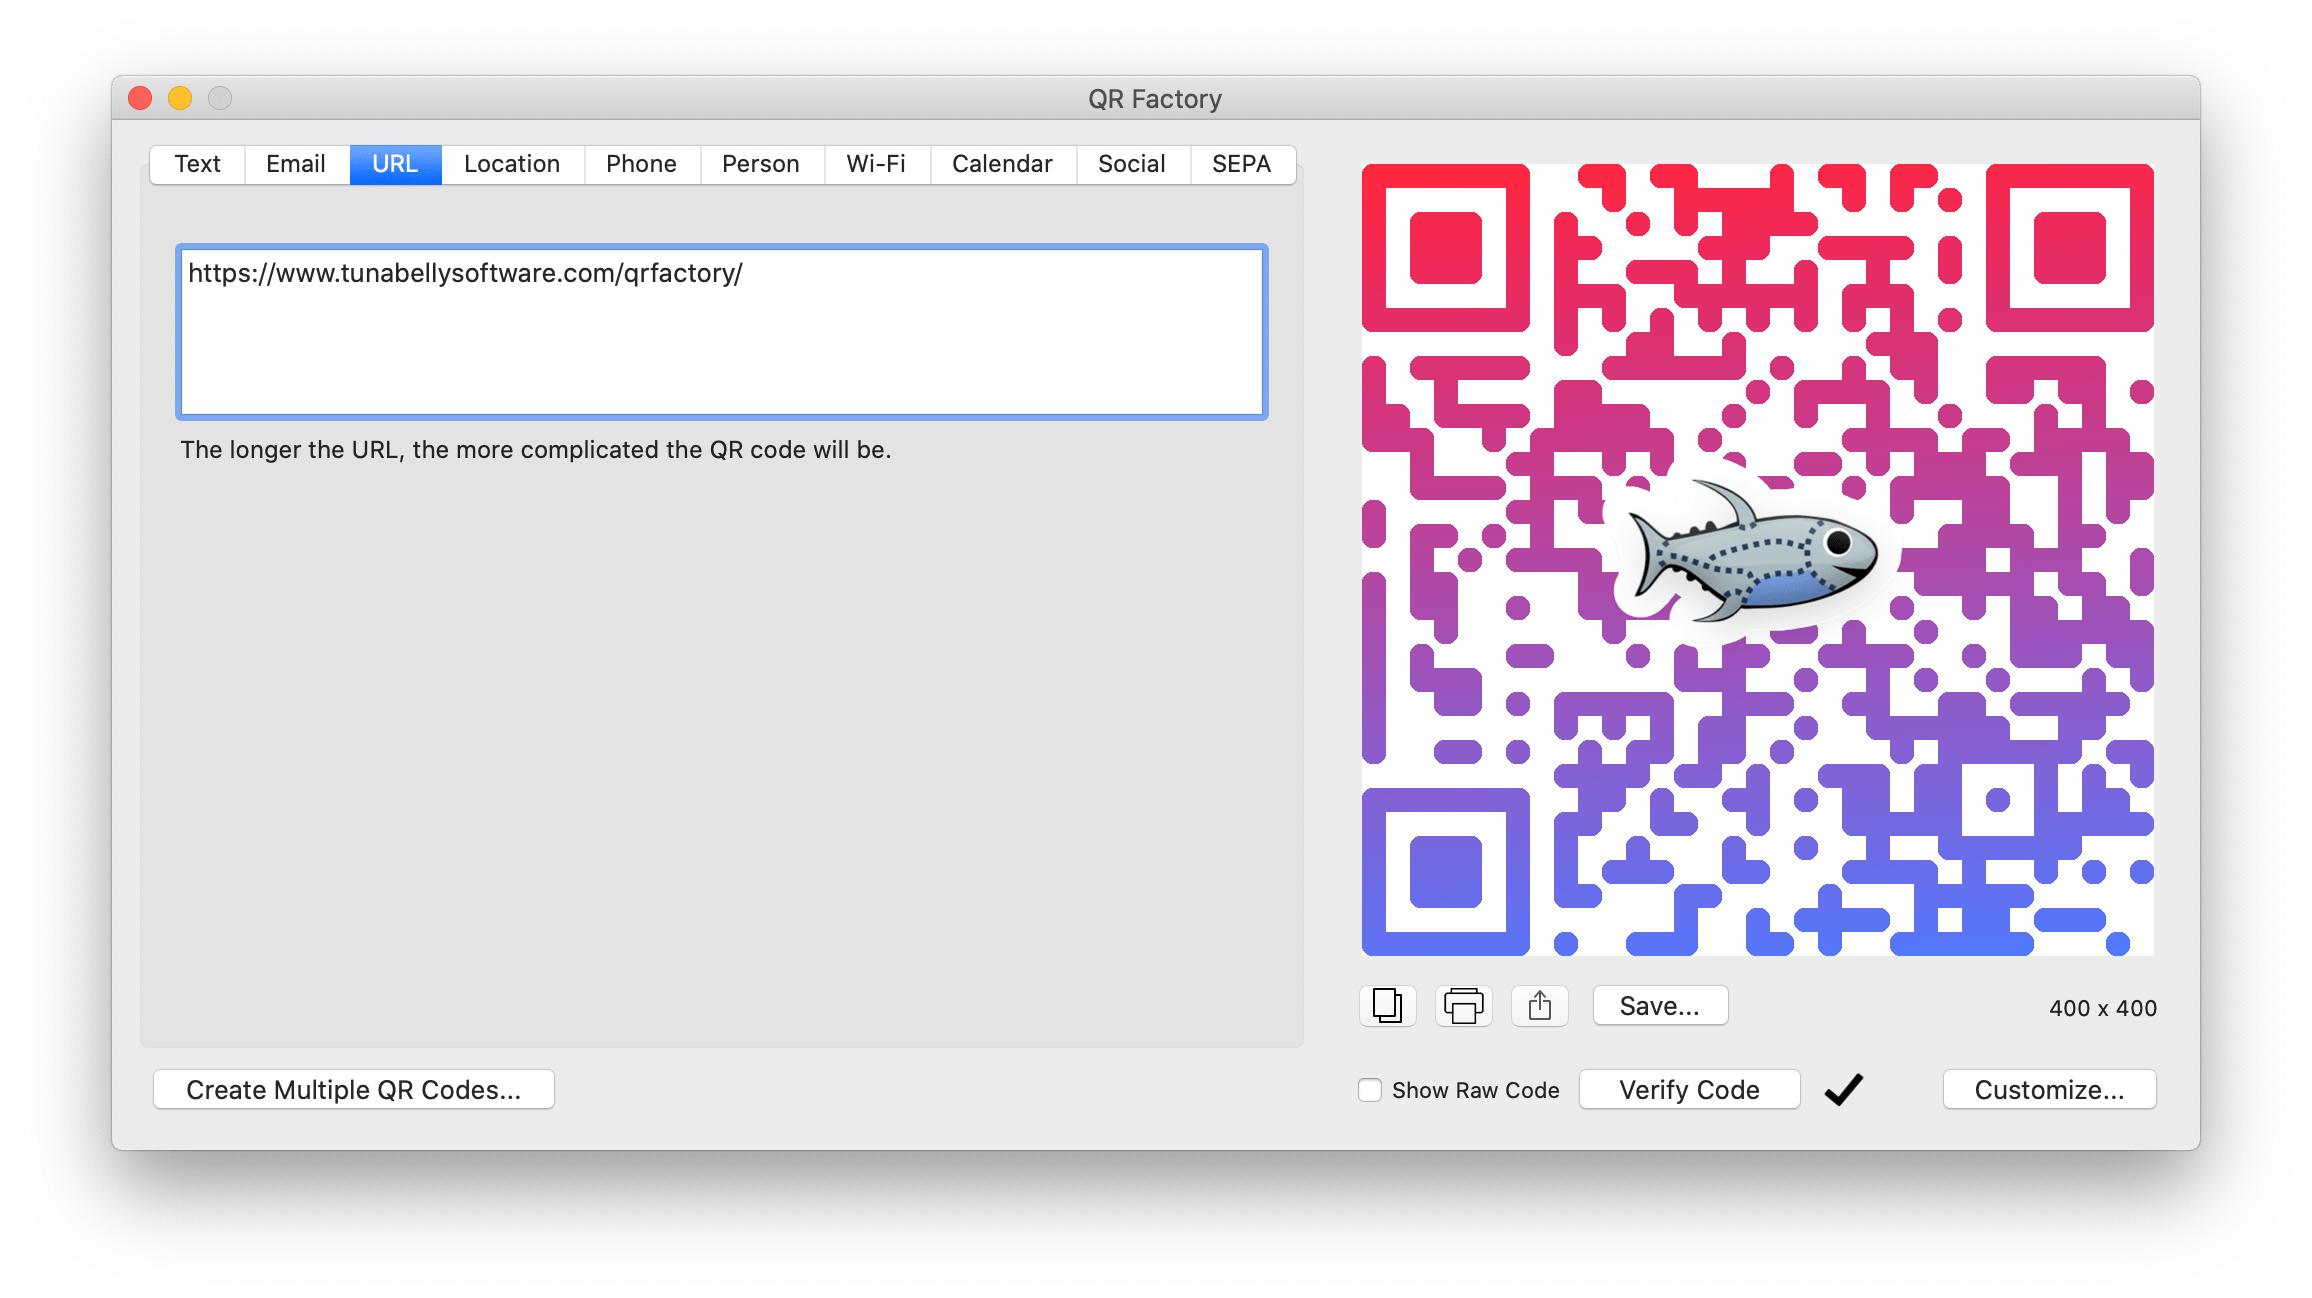 QR Factory
Text Email URL Location Phone Person Wi-Fi Calendar Social SEPA
https://www.tunabellysoftware.com/qrfactory/
The longer the URL, the more complicated the QR code will be.
Save...
400 x 400
Create Multiple QR Codes...
Show Raw Code
Verify Code
Customize...